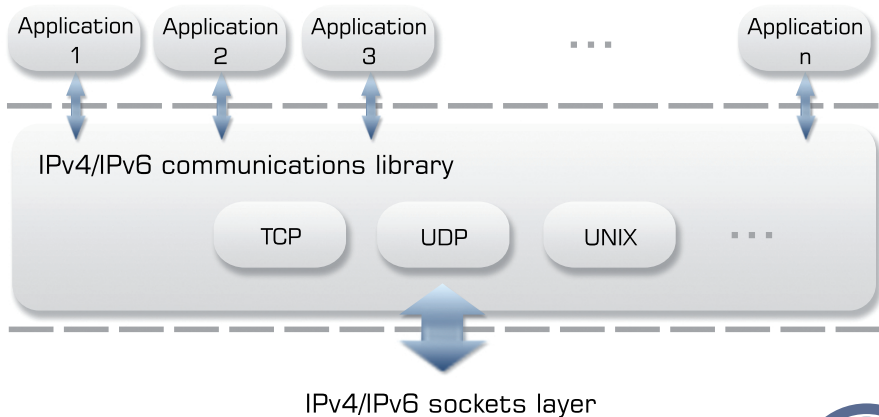 Application
1
Application
2
Application
3
...
Application
n
IPv4/IPv6 communications library
TCP
UDP
UNIX
...
IPv4/IPv6 sockets layer